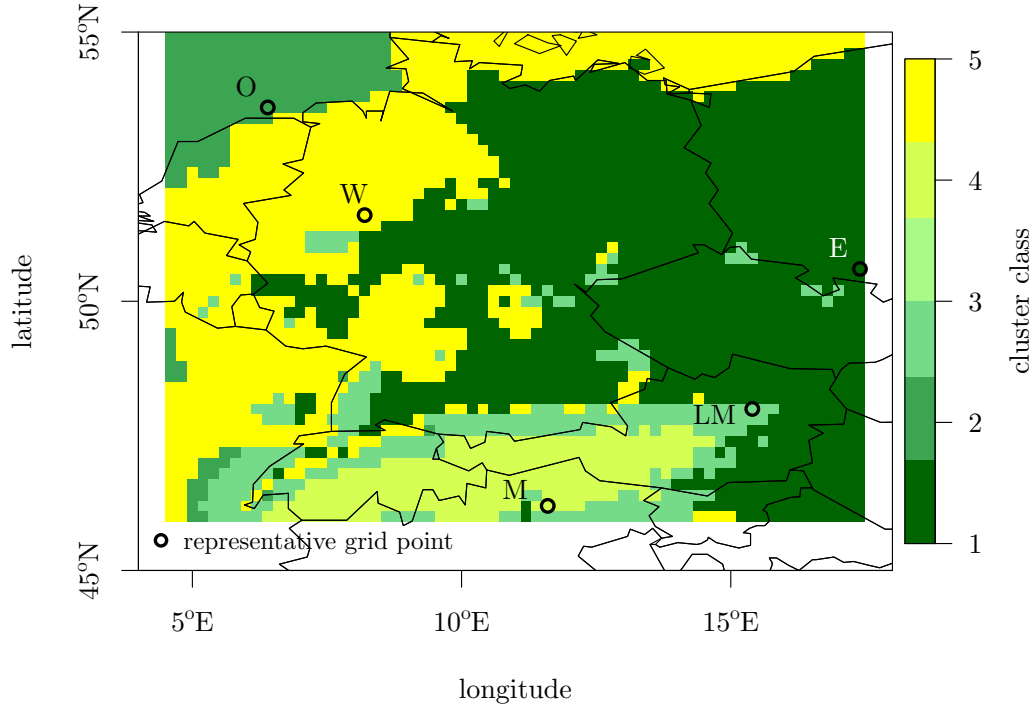 55°N
50°N
45°N
latitude
O
W
E
LM
M
representative grid point
5°E
10°E
15°E
longitude
5
4
3
2
1
cluster class